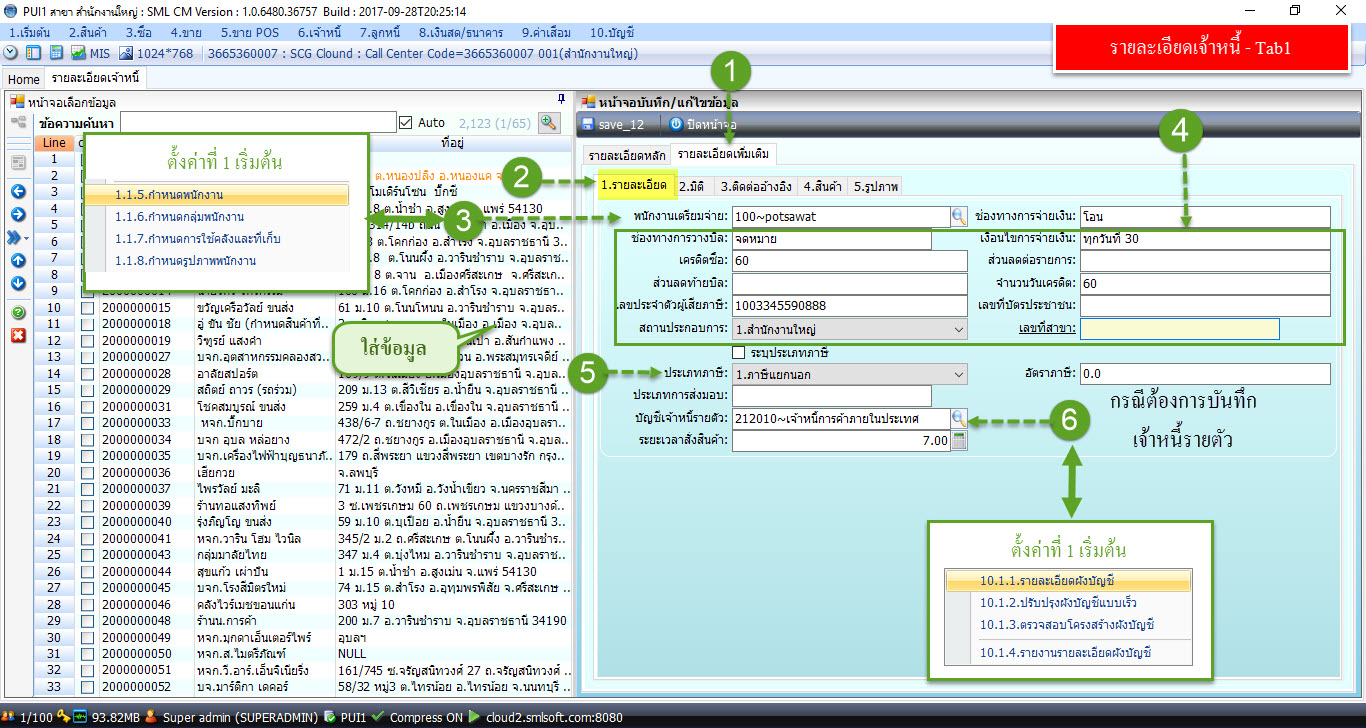 PUI1 สาขา สำนักงานใหญ่ : SML CM Version : 1.0.6480.36757 Build : 2017-09-28T20:25:14
1.เริ่มต้น 2.สินค้า 3.ซื้อ 4.ขาย 5.ขาย POS 6.เจ้าหนี้ 7.ลูกหนี้ 8.เงินสด/ธนาคาร 9.ค่าเสื่อม 10.บัญชี
MIS 1024*768 3665360007 : SCG Clound : Call Center Code=3665360007 001(สำนักงานใหญ่)
รายละเอียดเจ้าหนี้ - Tab1
Home รายละเอียดเจ้าหนี้
หน้าจอเลือกข้อมูล
ข้อความค้นหา Auto 2,123 (1/65)
Line ที่อยู่
1
2 ต.หนองปลิง อ.หนองแค
3 โมเดิร์นโซน บิ๊กซี
4 8 ต.น้ำชำ อ.สูงเม่น จ.แพร่ 54130
5
6 ต.โคกก่อง อ.สำโรง จ.อุบลราชธานี 3..
7 8 ต.โนนผึ้ง อ.วารินชำราบ จ.อุบลราช..
8 8 ต.จาน อ.เมืองศรีสะเกษ จ.ศรีสะเก..
9 ม.16 ต.โคกก่อง อ.สำโรง จ.อุบลราชธา..
10 2000000015 ขวัญเครือวัลย์ ขนส่ง 61 ม.10 ต.โนนโหนน อ.วารินชำราบ จ.อุบลร..
11 2000000018 อู่ ขัน ชัย (กำหนดสินค้าที่.. ในเมือง อ.เมือง จ.อุบล..
12 2000000019 วิฑูรย์ แสงคำ อ.สันกำแพง ..
13 2000000027 บจก.อุตสาหกรรมคลองสว.. อ.พระสมุทรเจดีย์ ..
14 2000000028 อาลัยสปอร์ต
15 2000000029 สถิตย์ ถาวร (รถร่วม) 209 ม.13 ต.สีวิเชียร อ.น้ำยืน จ.อุบลราชธานี..
16 2000000031 โชคสมบูรณ์ ขนส่ง 259 ม.4 ต.เขื่องใน อ.เขื่องใน จ.อุบลราชธา..
17 2000000033 หจก.บิ๊กบาย 438/6-7 ถ.ชยางกูร ต.ในเมือง อ.เมืองอุบลรา..
18 2000000034 บจก อุบล หล่อยาง 472/2 ถ.ชยางกูร อ.เมือง จ.อุบลราชธานี 3..
19 2000000035 บจก.เครื่องไฟฟ้าบุญธนาภั.. 179 ถ.สี่พระยา แขวงสี่พระยา เขตบางรัก กรุง..
20 2000000036 เฮียกวย จ.ลพบุรี
21 2000000037 ไพรวัลย์ มะลิ 71 ม.11 ต.วังหมี อ.วังน้ำเขียว จ.นครราชสีมา ..
22 2000000039 ร้านทอแสงทิพย์ 3 ซ.เพชรเกษม 60 ถ.เพชรเกษม แขวงบางด้..
23 2000000040 รุ่งภิญโญ ขนส่ง 59 ม.10 ต.บุเปือย อ.น้ำยืน จ.อุบลราชธานี 3..
24 2000000041 หจก.วาริน โฮม ไวนิล 345/2 ม.2 ถ.ศรีสะเกษ ต.โนนผึ้ง อ.วารินชำร..
25 2000000043 กลุ่มมาลัยไทย 347 ม.4 ต.บุ่งไหม อ.วารินชำราบ จ.อุบลราช..
26 2000000044 สุขแก้ว เผ่าปัน 1 ม.15 ต.น้ำชำ อ.สูงเม่น จ.แพร่ 54130
27 2000000045 บจก.โรงสีมิตรใหม่ 74 ม.15 ต.สำโรง อ.อุทุมพรพิสัย จ.ศรีสะเกษ ..
28 2000000046 คลังไวร์เมชขอนแก่น 303 หมู่ 10
29 2000000048 ร้านน.การค้า 200 ม.7 อ.วารินชำราบ จ.อุบลราชธานี 34190
30 2000000049 หจก.มุกดาเอ็นเตอร์ไพร์ อุบลฯ
31 2000000050 หจก.ส.ไมตรีภัณฑ์ NULL
32 2000000051 หจก.วี.อาร์.เอ็นจิเนียริ่ง 161/745 ซ.จรัญสนิทวงศ์ 27 ถ.จรัญสนิทวงศ์ ..
33 2000000052 บจ.มาร์ดิกา เดคอร์ 58/32 หมู่3 ต.ไทรน้อย อ.ไทรน้อย จ.นนทบุรี ..
ตั้งค่าที่ 1 เริ่มต้น
1.1.5.กำหนดพนักงาน
1.1.6.กำหนดกลุ่มพนักงาน
1.1.7.กำหนดการใช้คลังและที่เก็บ
1.1.8.กำหนดรูปภาพพนักงาน
ใส่ข้อมูล
1
2
3
4
5
6
หน้าจอบันทึก/แก้ไขข้อมูล
save_12 ปิดหน้าจอ
รายละเอียดหลัก รายละเอียดเพิ่มเติม
1.รายละเอียด 2.มิติ 3.ติดต่ออ้างอิง 4.สินค้า 5.รูปภาพ
พนักงานเตรียมจ่าย: 100~potsawat ช่องทางการจ่ายเงิน: โอน
ช่องทางการวางบิล: จดหมาย เงื่อนไขการจ่ายเงิน: ทุกวันที่ 30
เครดิตซื้อ: 60 ส่วนลดต่อรายการ:
ส่วนลดท้ายบิล: จำนวนวันเครดิต: 60
เลขประจำตัวผู้เสียภาษี: 1003345590888 เลขที่บัตรประชาชน:
สถานประกอบการ: 1.สำนักงานใหญ่ เลขที่สาขา:
ระบุประเภทภาษี
ประเภทภาษี: 1.ภาษีแยกนอก อัตราภาษี: 0.0
ประเภทการส่งมอบ:
บัญชีเจ้าหนี้รายตัว: 212010~เจ้าหนี้การค้าภายในประเทศ
ระยะเวลาสั่งสินค้า: 7.00
กรณีต้องการบันทึก
เจ้าหนี้รายตัว
ตั้งค่าที่ 1 เริ่มต้น
10.1.1.รายละเอียดผังบัญชี
10.1.2.ปรับปรุงผังบัญชีแบบเร็ว
10.1.3.ตรวจสอบโครงสร้างผังบัญชี
10.1.4.รายงานรายละเอียดผังบัญชี
1/100 93.82MB Super admin (SUPERADMIN) PUI1 Compress ON cloud2.smlsoft.com:8080